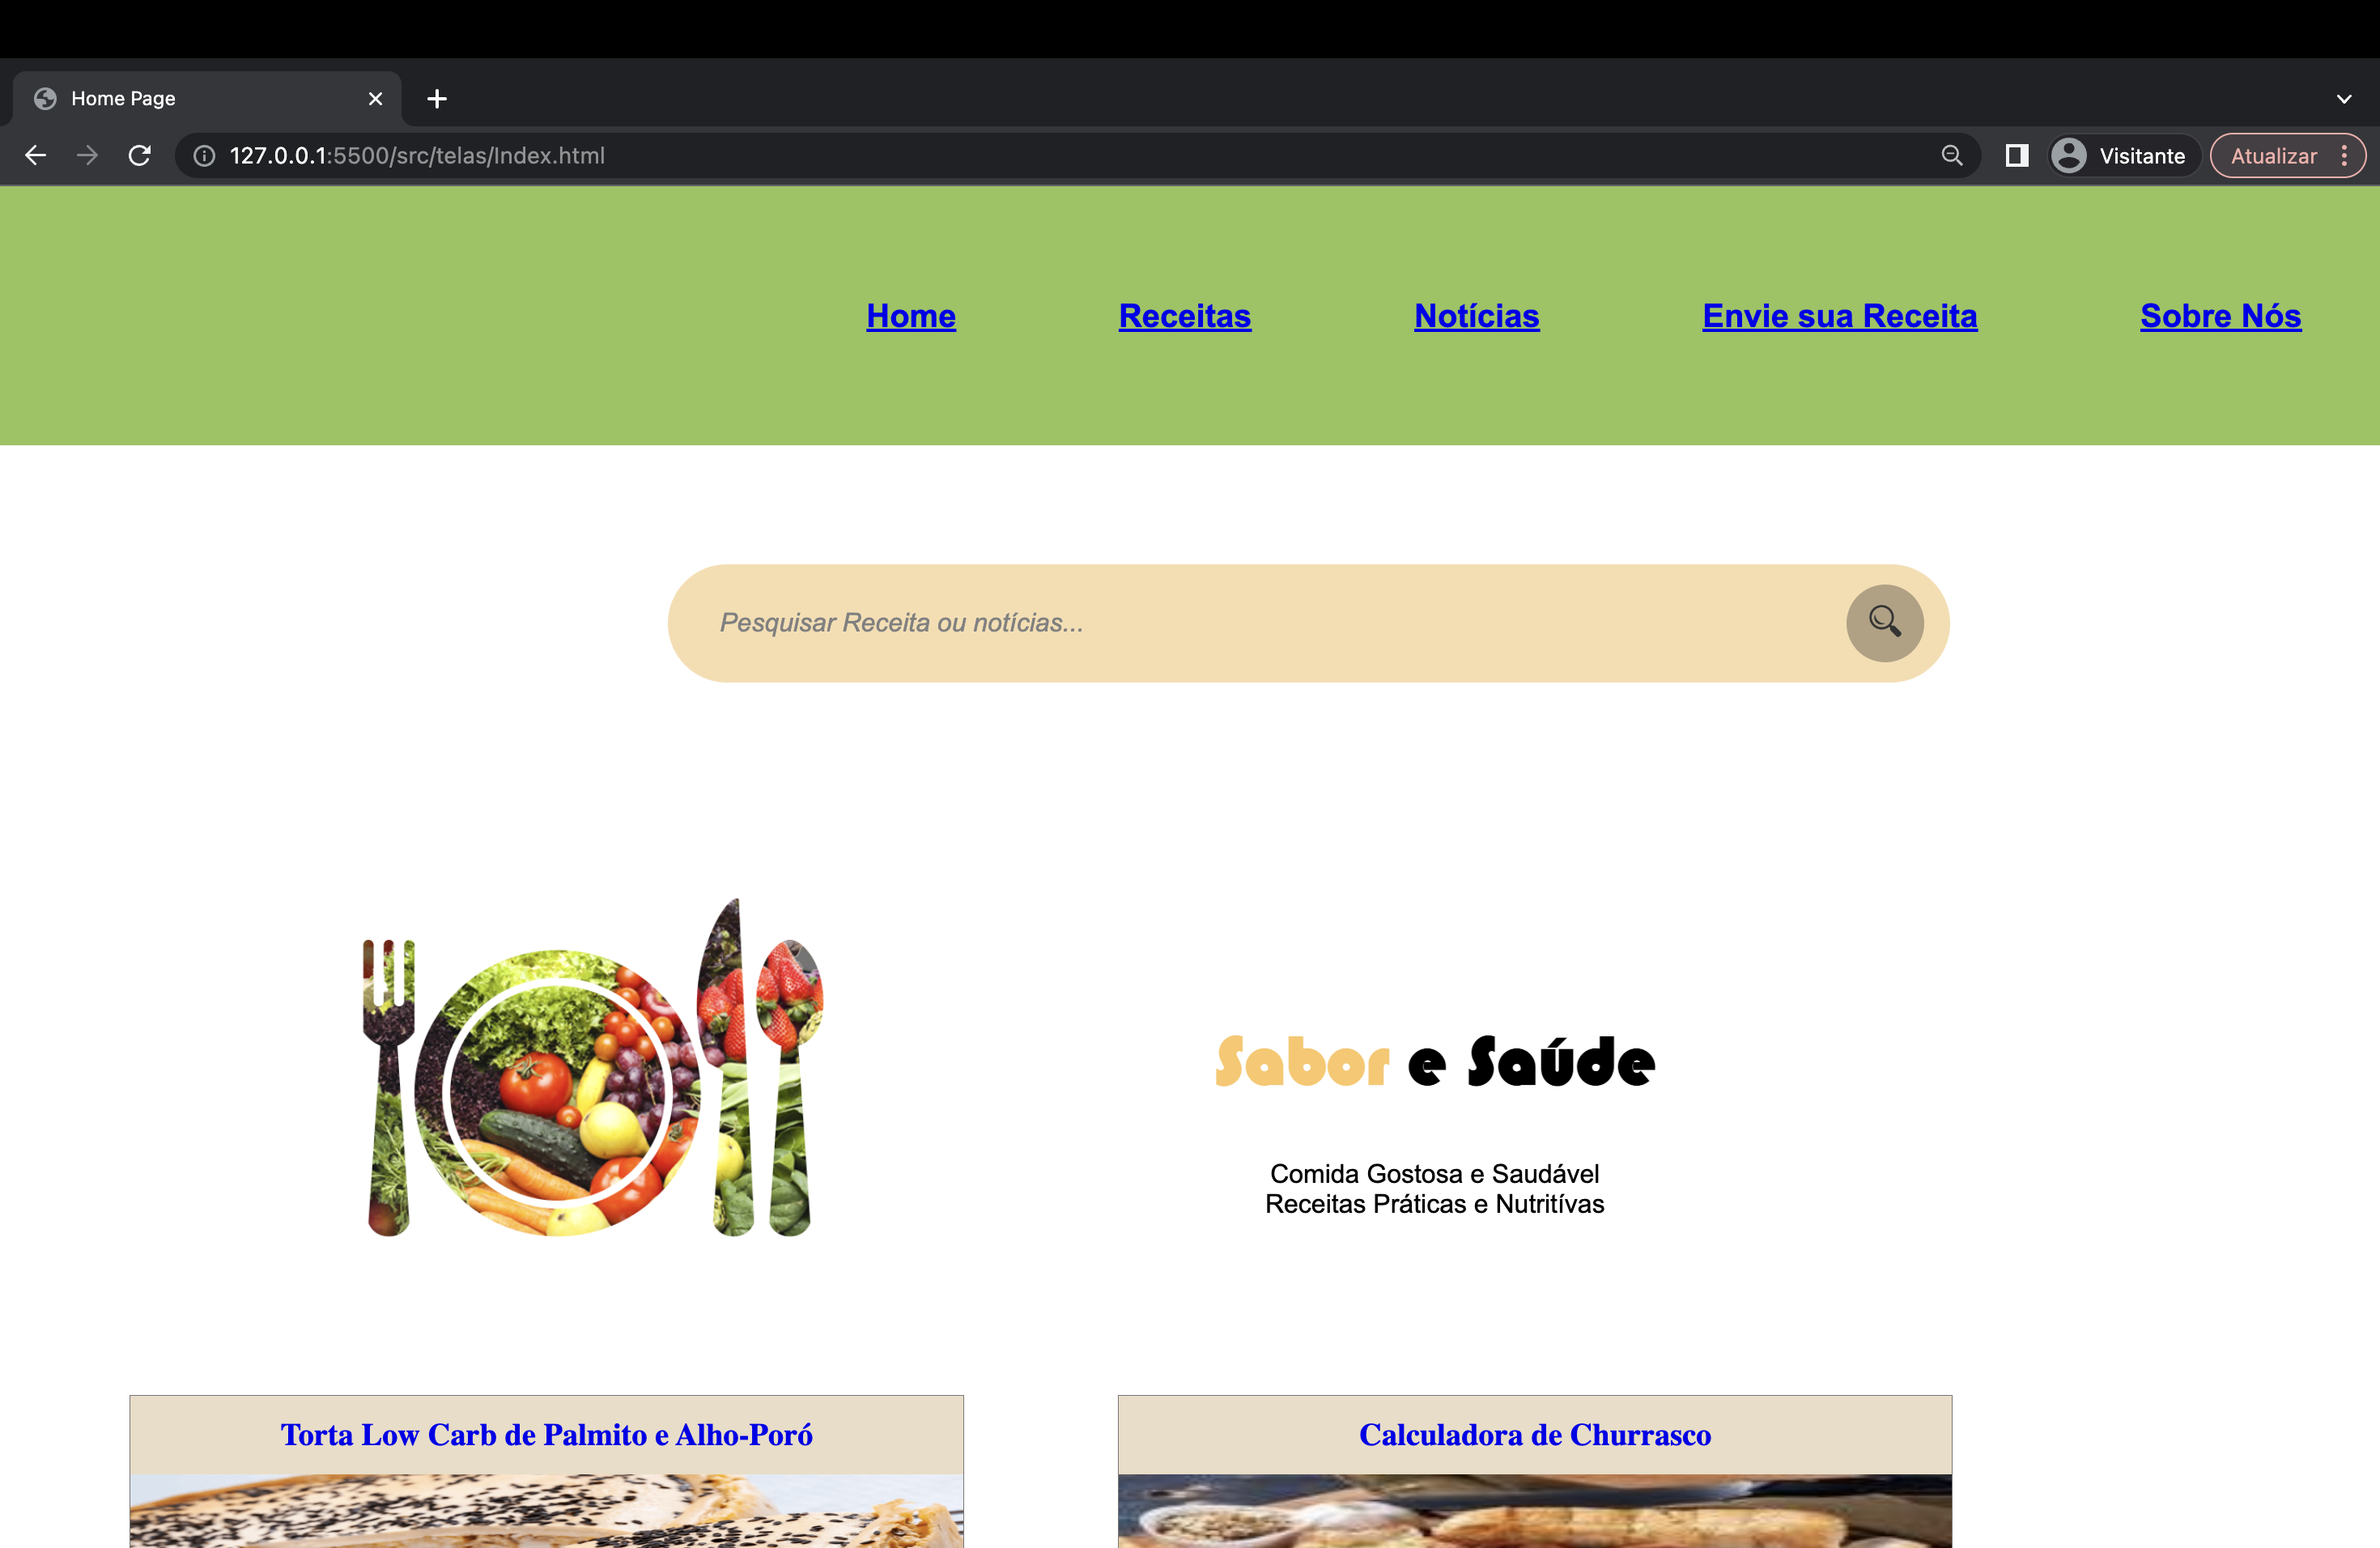 Home Page
127.0.0.1:5500/src/telas/Index.html
Visitante
Atualizar
Home Receitas Notícias Envie sua Receita Sobre Nós
Pesquisar Receita ou notícias...
Sabor e Saúde
Comida Gostosa e Saudável
Receitas Práticas e Nutritívas
Torta Low Carb de Palmito e Alho-Poró
Calculadora de Churrasco